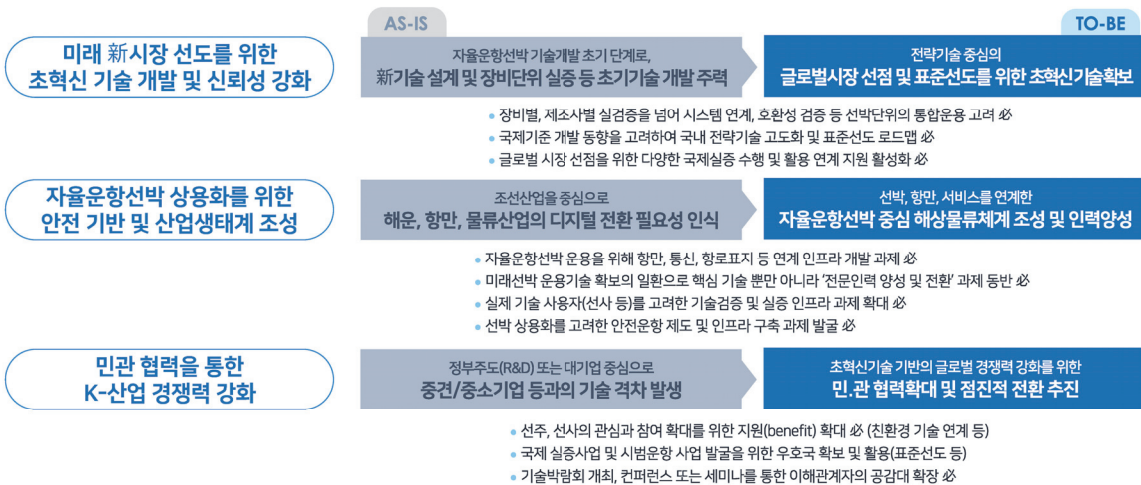 AS-IS
TO-BE
미래 新시장 선도를 위한
초혁신 기술 개발 및 신뢰성 강화
자율운항선박 기술개발 초기 단계로,
新기술 설계 및 장비단위 실증 등 초기기술 개발 주력
전략기술 중심의
글로벌시장 선점 및 표준선도를 위한 초혁신기술확보
• 장비별, 제조사별 실검증을 넘어 시스템 연계, 호환성 검증 등 선박단위의 통합운용 고려 必
• 국제기준 개발 동향을 고려하여 국내 전략기술 고도화 및 표준선도 로드맵 必
• 글로벌 시장 선점을 위한 다양한 국제실증 수행 및 활용 연계 지원 활성화 必
자율운항선박 상용화를 위한
안전 기반 및 산업생태계 조성
조선산업을 중심으로
해운, 항만, 물류산업의 디지털 전환 필요성 인식
선박, 항만, 서비스를 연계한
자율운항선박 중심 해상물류체계 조성 및 인력양성
• 자율운항선박 운용을 위해 항만, 통신, 항로표지 등 연계 인프라 개발 과제 必
• 미래선박 운용기술 확보의 일환으로 핵심 기술 뿐만 아니라 '전문인력 양성 및 전환' 과제 동반 必
• 실제 기술 사용자(선사 등)를 고려한 기술검증 및 실증 인프라 과제 확대 必
• 선박 상용화를 고려한 안전운항 제도 및 인프라 구축 과제 발굴 必
민관 협력을 통한
K-산업 경쟁력 강화
정부주도(R&D) 또는 대기업 중심으로
중견/중소기업 등과의 기술 격차 발생
초혁신기술 기반의 글로벌 경쟁력 강화를 위한
민.관 협력확대 및 점진적 전환 추진
• 선주, 선사의 관심과 참여 확대를 위한 지원(benefit) 확대 必 (친환경 기술 연계 등)
• 국제 실증사업 및 시범운항 사업 발굴을 위한 우호국 확보 및 활용(표준선도 등)
• 기술박람회 개최, 컨퍼런스 또는 세미나를 통한 이해관계자의 공감대 확장 必